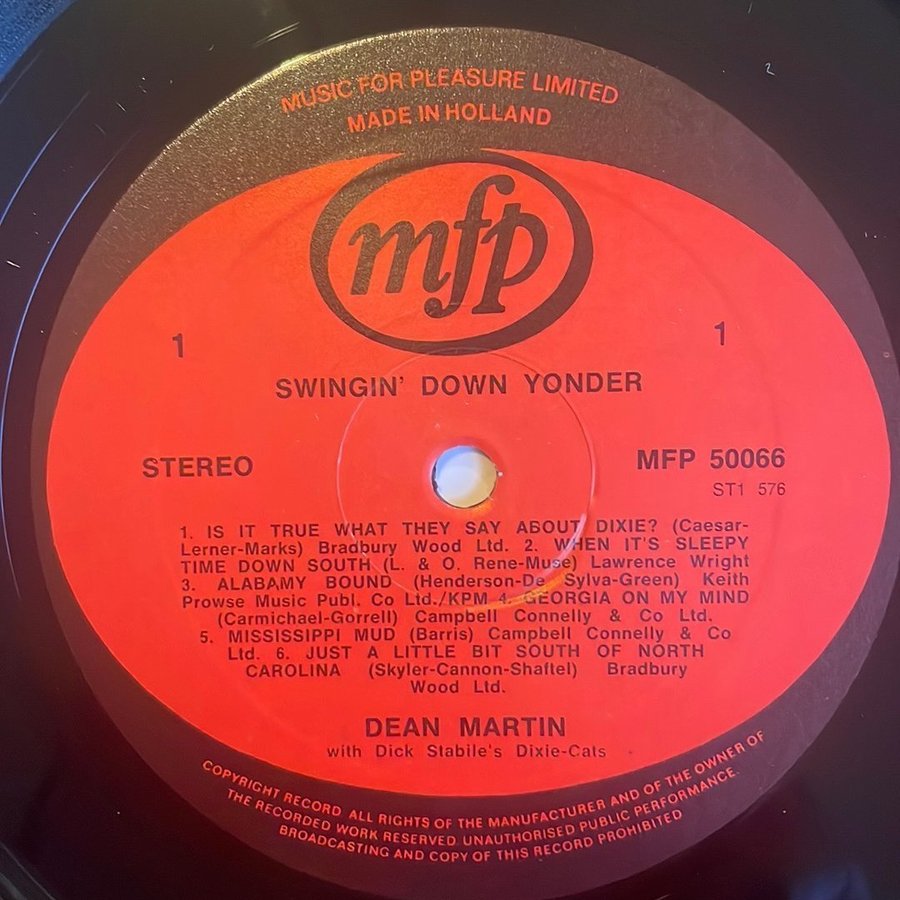 MUSIC FOR PLEASURE LIMITED
MADE IN HOLLAND
mfp
1 1
SWINGIN' DOWN YONDER
STEREO MFP 50066
ST1 576
1. IS IT TRUE WHAT THEY SAY ABOUT DIXIE? (Caesar-
Lerner-Marks) Bradbury Wood Ltd. 2. WHEN IT'S SLEEPY
TIME DOWN SOUTH (L. & O. Rene-Muse) Lawrence Wright
3. ALABAMY BOUND (Henderson-De Sylva-Green) Keith
Prowse Music Publ. Co Ltd./KPM 4. GEORGIA ON MY MIND
(Carmichael-Gorrell) Campbell Connelly & Co Ltd.
5. MISSISSIPPI MUD (Barris) Campbell Connelly & Co
Ltd. 6. JUST A LITTLE BIT SOUTH OF NORTH
CAROLINA (Skyler-Cannon-Shaftel) Bradbury
Wood Ltd.
DEAN MARTIN
with Dick Stabile's Dixie-Cats
COPYRIGHT RECORD ALL RIGHTS OF THE MANUFACTURER AND OF THE OWNER OF
THE RECORDED WORK RESERVED UNAUTHORISED PUBLIC PERFORMANCE.
BROADCASTING AND COPY OF THIS RECORD PROHIBITED